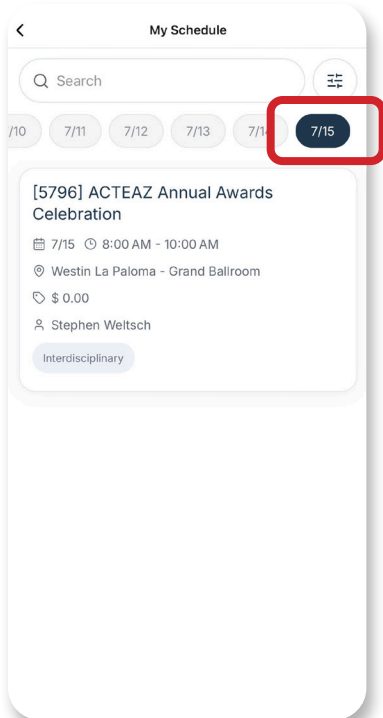 My Schedule
Search
/10 7/11 7/12 7/13 7/1 7/15
[5796] ACTEAZ Annual Awards
Celebration
7/15 8:00 AM - 10:00 AM
Westin La Paloma - Grand Ballroom
$ 0.00
Stephen Weltsch
Interdisciplinary